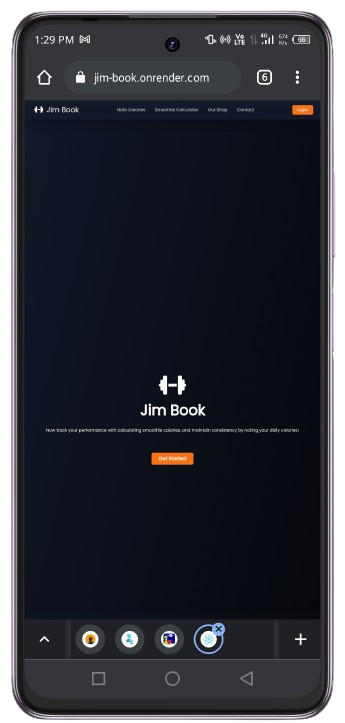 1:29 PM
Vo
LTE
4G
674
K/s
66
jim-book.onrender.com
6
Jim Book
Note Calories
Smoothie Calculator
Our Shop
Contact
Login
Jim Book
Now track your performance with calculating smoothie calories, and maintain consistency by noting your daily calories!
Get Started